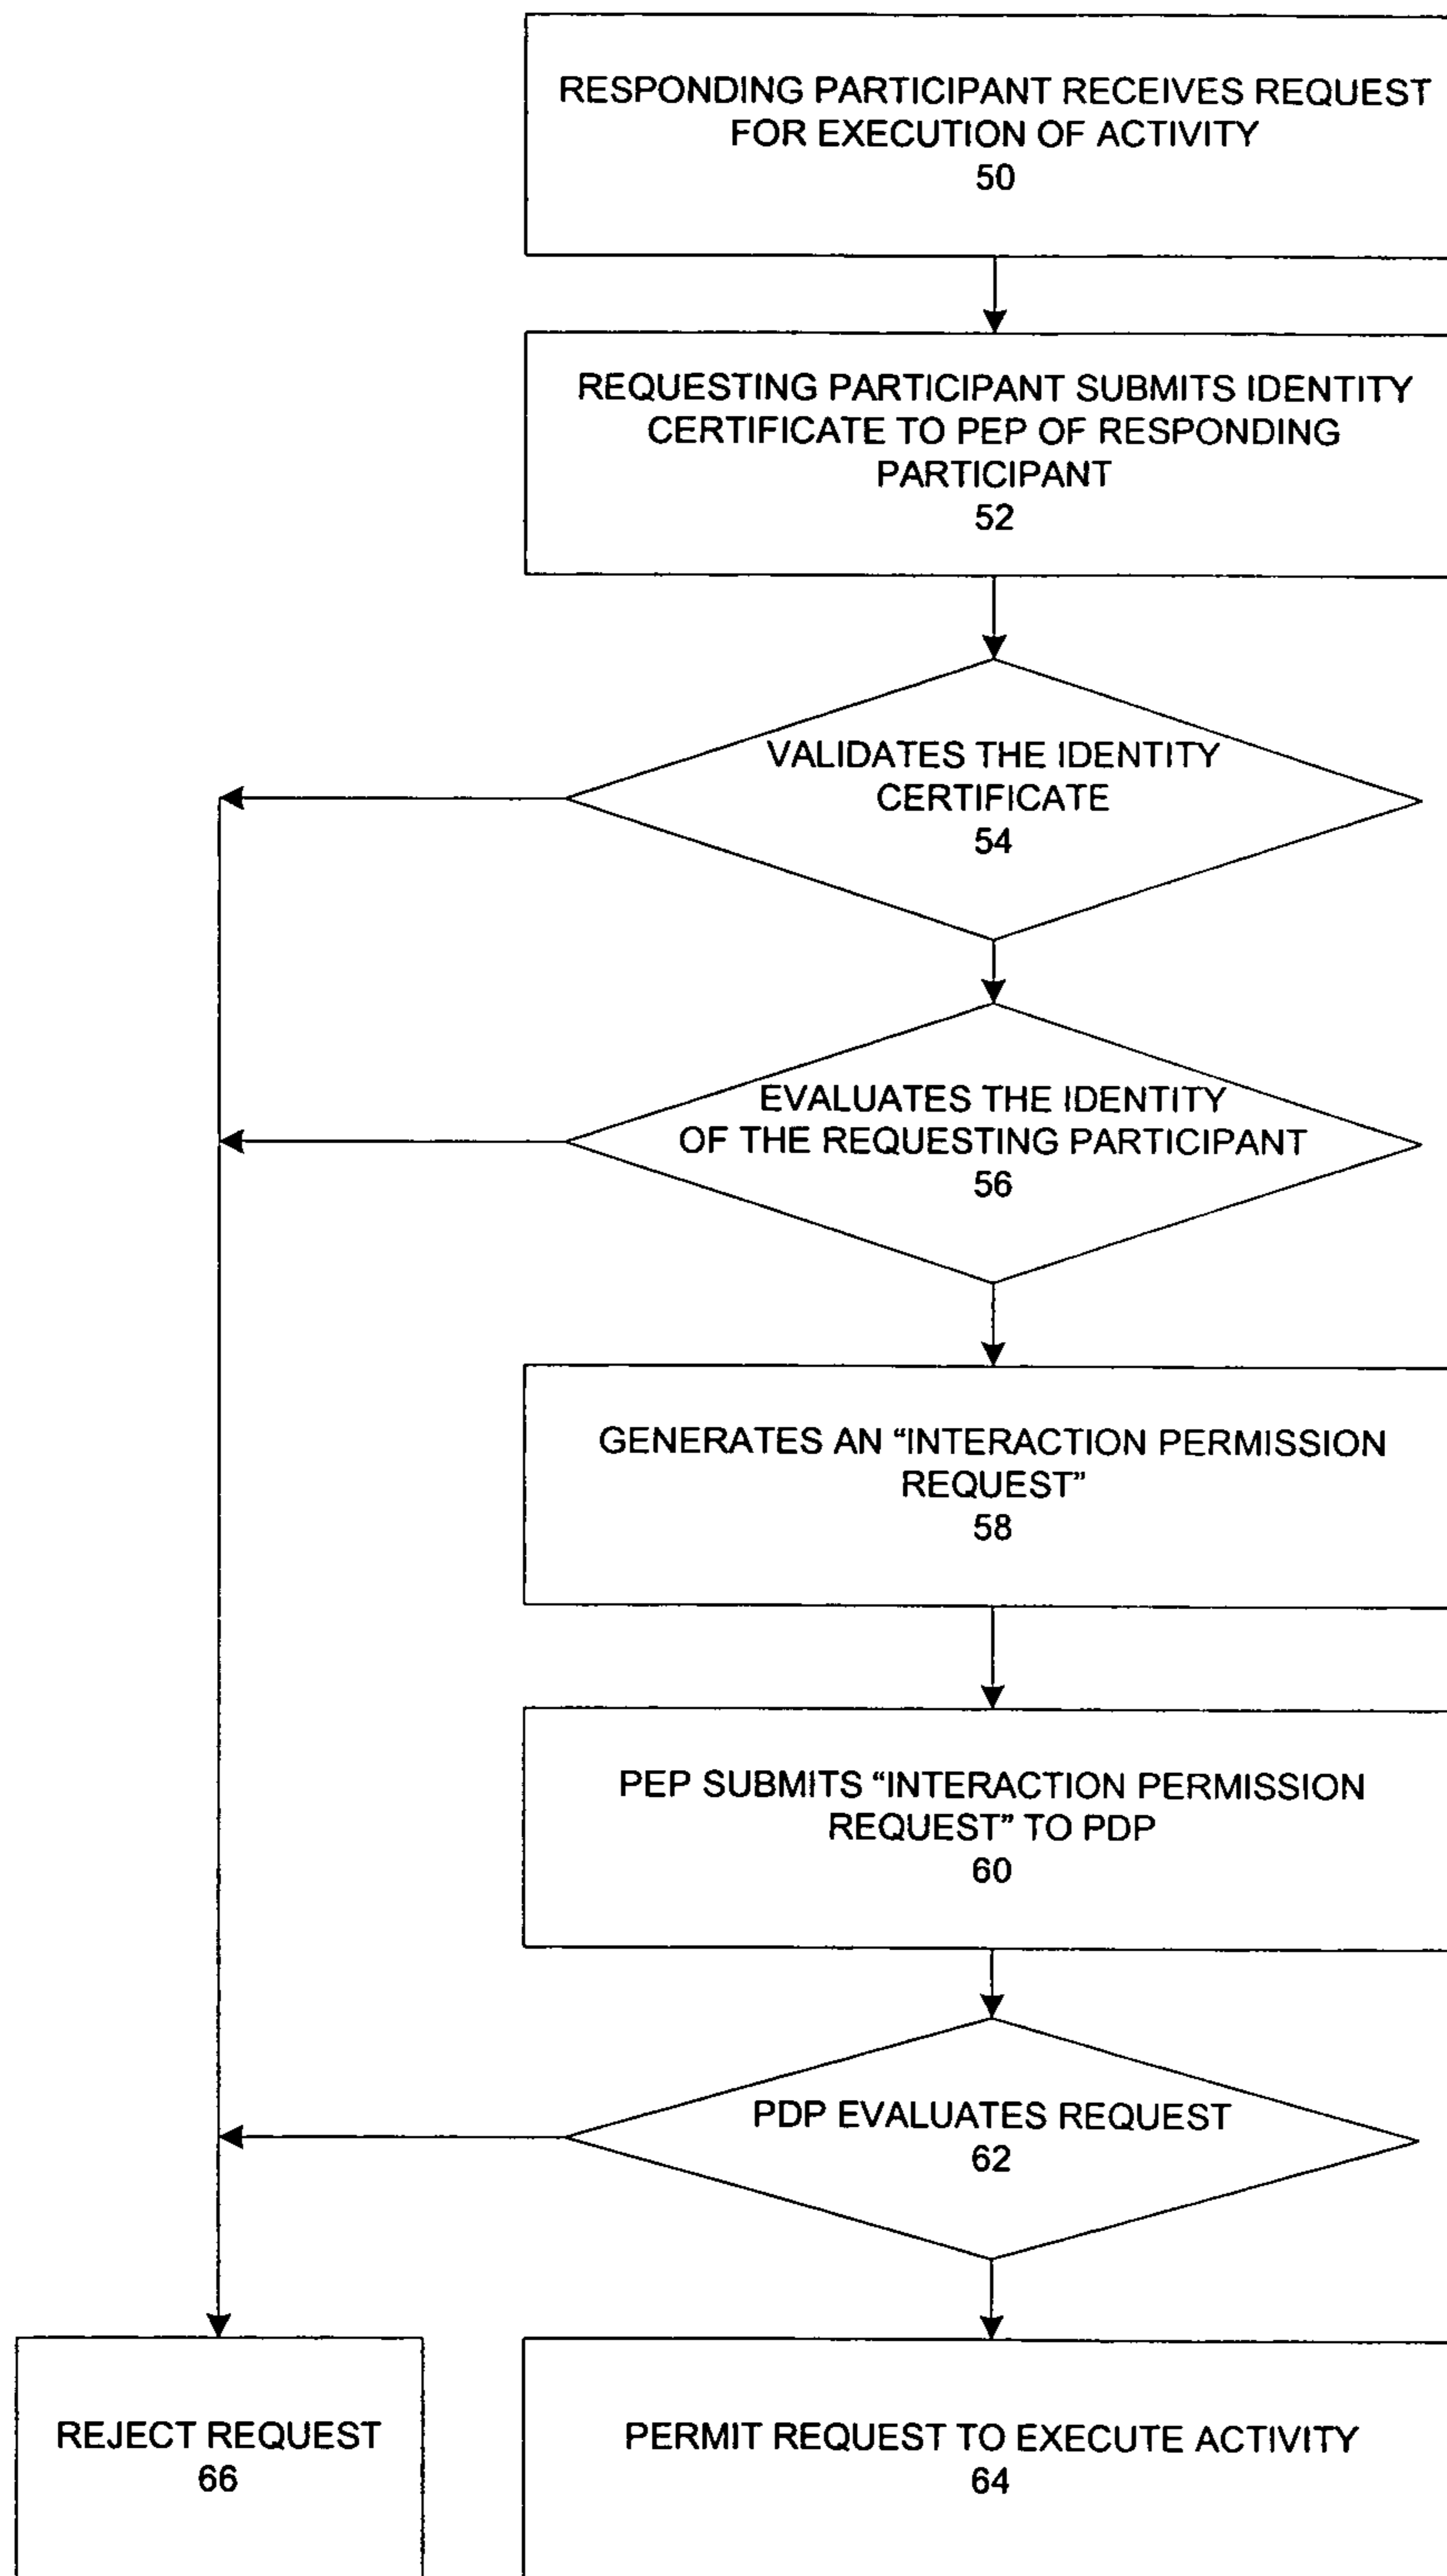 RESPONDING PARTICIPANT RECEIVES REQUEST
FOR EXECUTION OF ACTIVITY
50
REQUESTING PARTICIPANT SUBMITS IDENTITY
CERTIFICATE TO PEP OF RESPONDING
PARTICIPANT
52
VALIDATES THE IDENTITY
CERTIFICATE
54
EVALUATES THE IDENTITY
OF THE REQUESTING PARTICIPANT
56
GENERATES AN “INTERACTION PERMISSION
REQUEST”
58
PEP SUBMITS “INTERACTION PERMISSION
REQUEST” TO PDP
60
PDP EVALUATES REQUEST
62
REJECT REQUEST
66
PERMIT REQUEST TO EXECUTE ACTIVITY
64